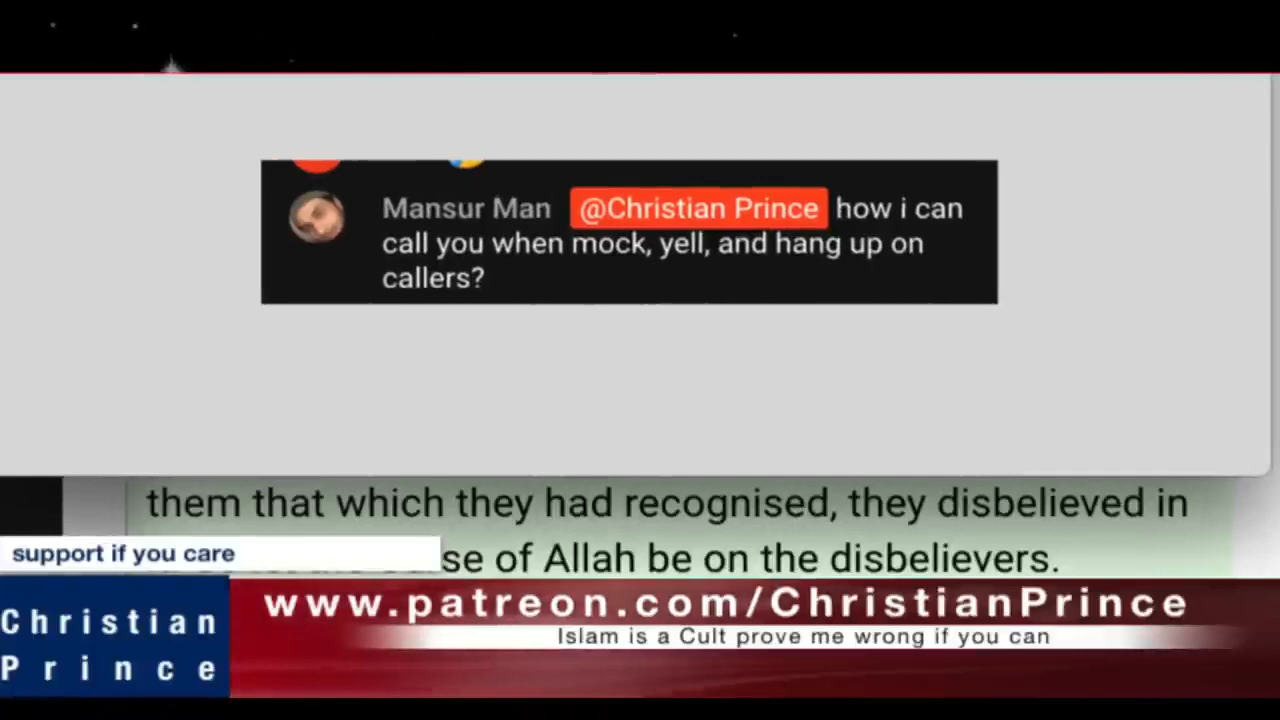 Mansur Man @Christian Prince how i can
call you when mock, yell, and hang up on
callers?
them that which they had recognised, they disbelieved in
of Allah be on the disbelievers.
support if you care
Christian
Prince
www.patreon.com/ChristianPrince
Islam is a Cult prove me wrong if you can